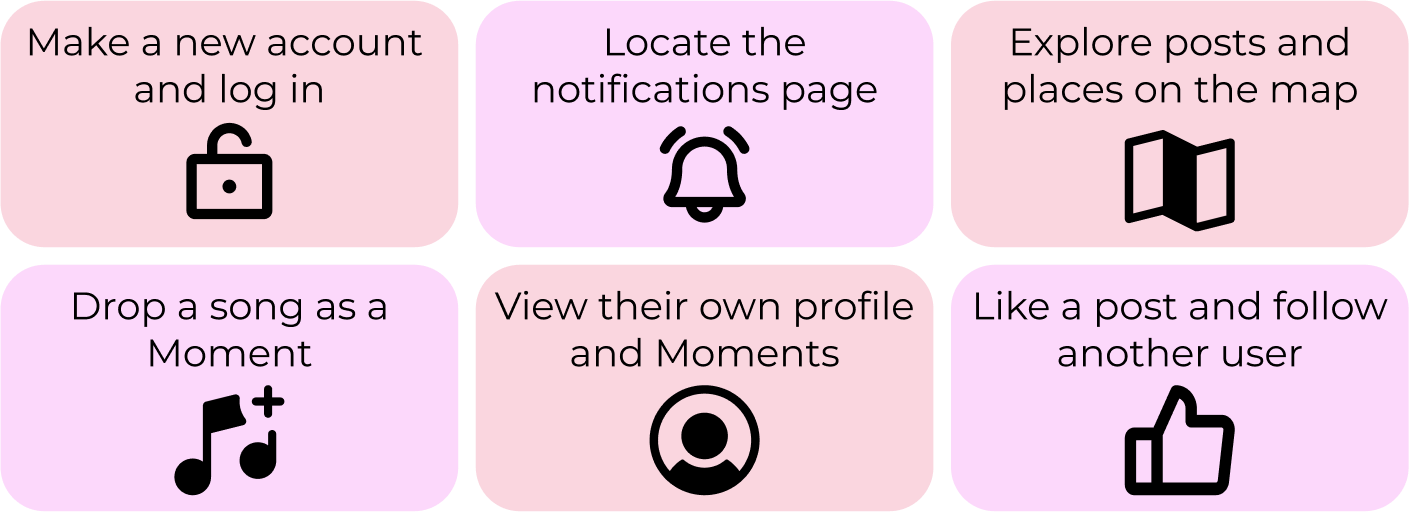 Make a new account
and log in
Locate the
notifications page
Explore posts and
places on the map
Drop a song as a
Moment
View their own profile
and Moments
Like a post and follow
another user